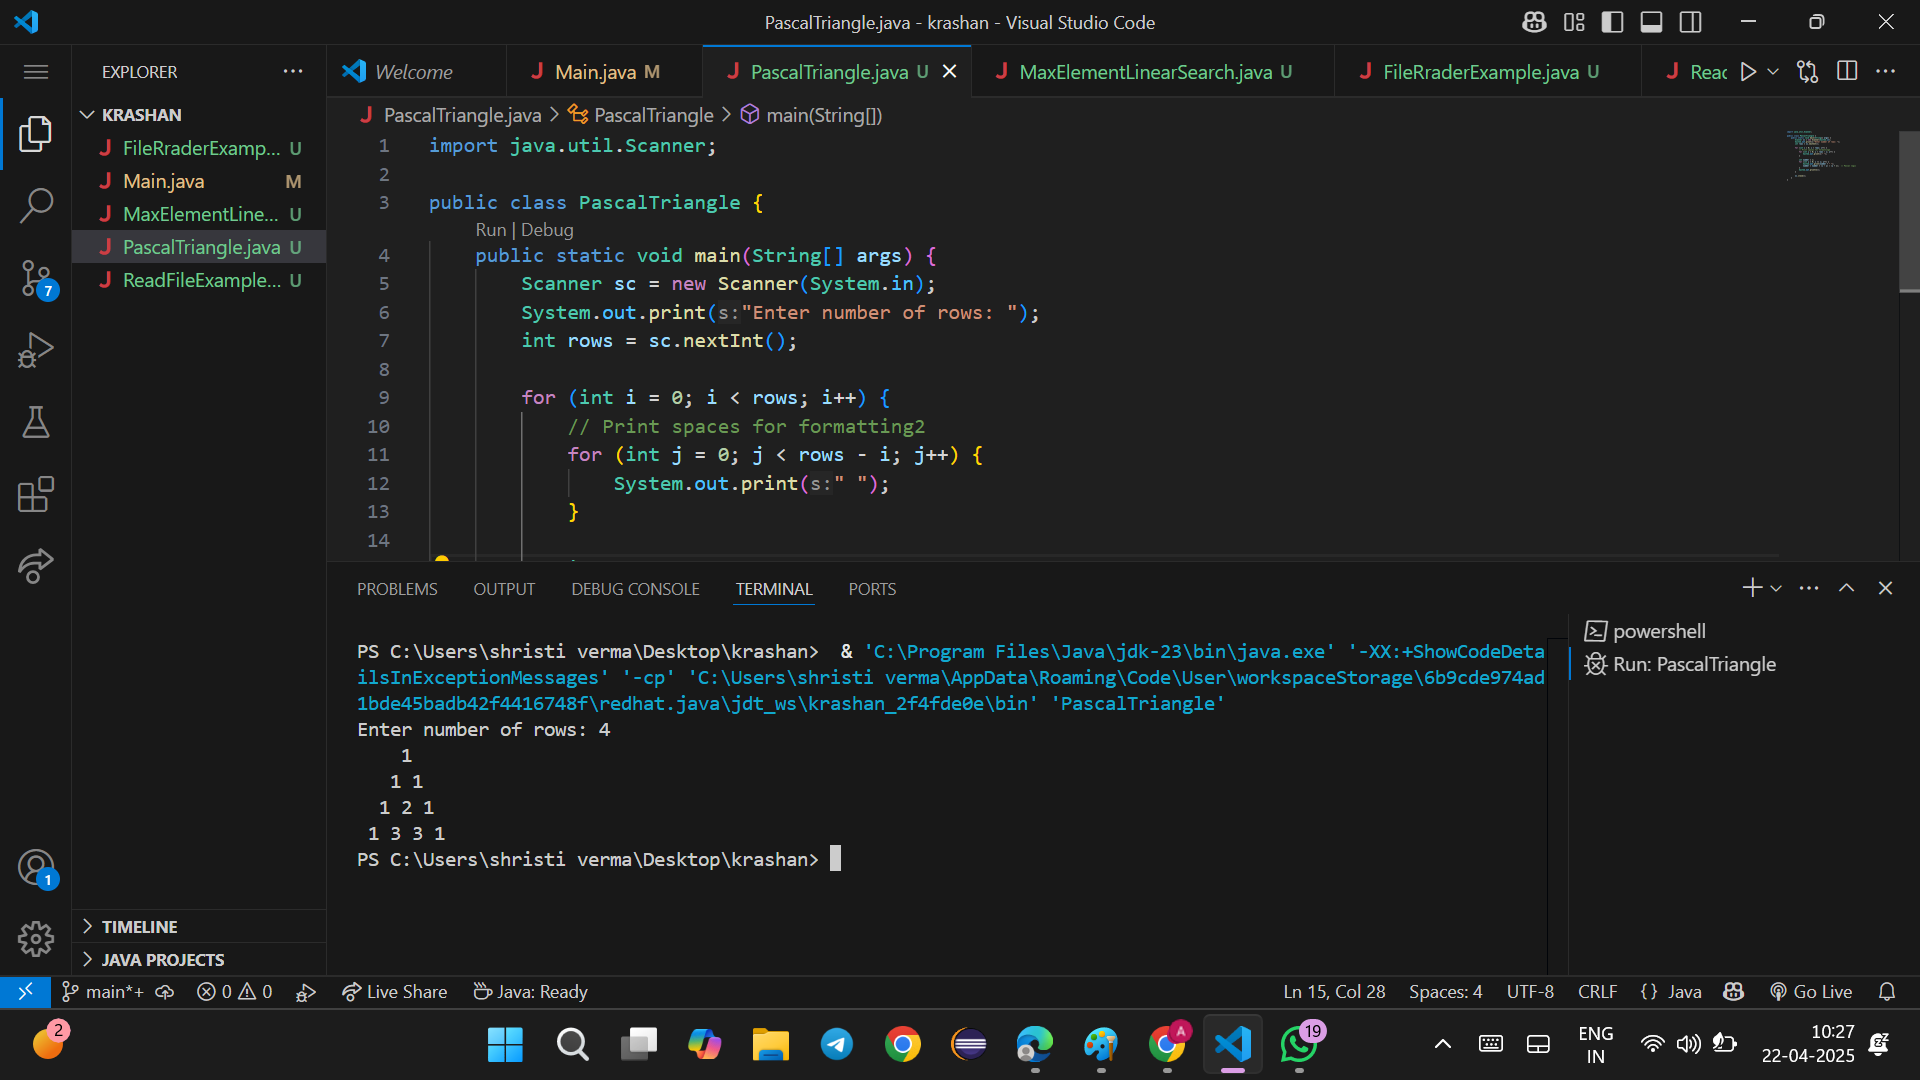 PascalTriangle.java - krashan - Visual Studio Code
EXPLORER
Welcome
Main.java M
PascalTriangle.java U
MaxElementLinearSearch.java U
FileRraderExample.java U
Reac
KRASHAN
FileRraderExamp... U
Main.java M
MaxElementLine... U
PascalTriangle.java U
ReadFileExample... U
PascalTriangle.java > PascalTriangle > main(String[])
1 import java.util.Scanner;
2
3 public class PascalTriangle {
Run | Debug
4 public static void main(String[] args) {
5 Scanner sc = new Scanner(System.in);
6 System.out.print(s:"Enter number of rows: ");
7 int rows = sc.nextInt();
8
9 for (int i = 0; i < rows; i++) {
10 // Print spaces for formatting2
11 for (int j = 0; j < rows - i; j++) {
12 System.out.print(s:" ");
13 }
14
PROBLEMS OUTPUT DEBUG CONSOLE TERMINAL PORTS
PS C:\Users\shristi verma\Desktop\krashan> & 'C:\Program Files\Java\jdk-23\bin\java.exe' '-XX:+ShowCodeDeta
ilsInExceptionMessages' '-cp' 'C:\Users\shristi verma\AppData\Roaming\Code\User\workspaceStorage\6b9cde974ad
1bde45badb42f4416748f\redhat.java\jdt_ws\krashan_2f4fde0e\bin' 'PascalTriangle'
Enter number of rows: 4
1
1 1
1 2 1
1 3 3 1
PS C:\Users\shristi verma\Desktop\krashan>
powershell
Run: PascalTriangle
7
1
TIMELINE
JAVA PROJECTS
main*+ 0 0 Live Share Java: Ready
Ln 15, Col 28 Spaces: 4 UTF-8 CRLF {} Java Go Live
2
A
19
ENG
IN
10:27
22-04-2025